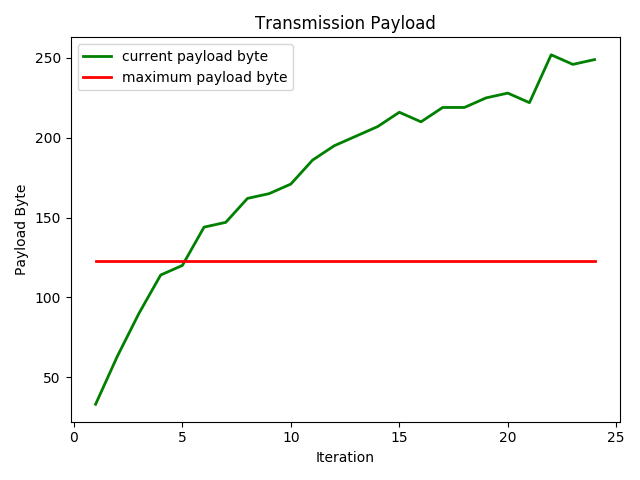 Transmission Payload
current payload byte
maximum payload byte
Payload Byte
250
200
150
100
50
0
5
10
15
20
25
Iteration